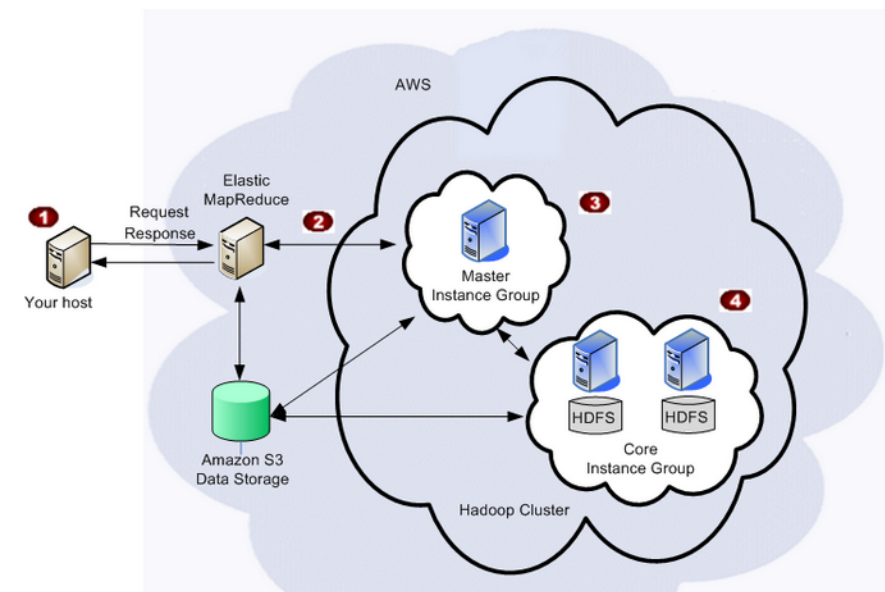 AWS
Elastic
MapReduce
1
Request
Response
2
3
Your host
Master
Instance Group
4
HDFS
HDFS
Core
Instance Group
Amazon S3
Data Storage
Hadoop Cluster